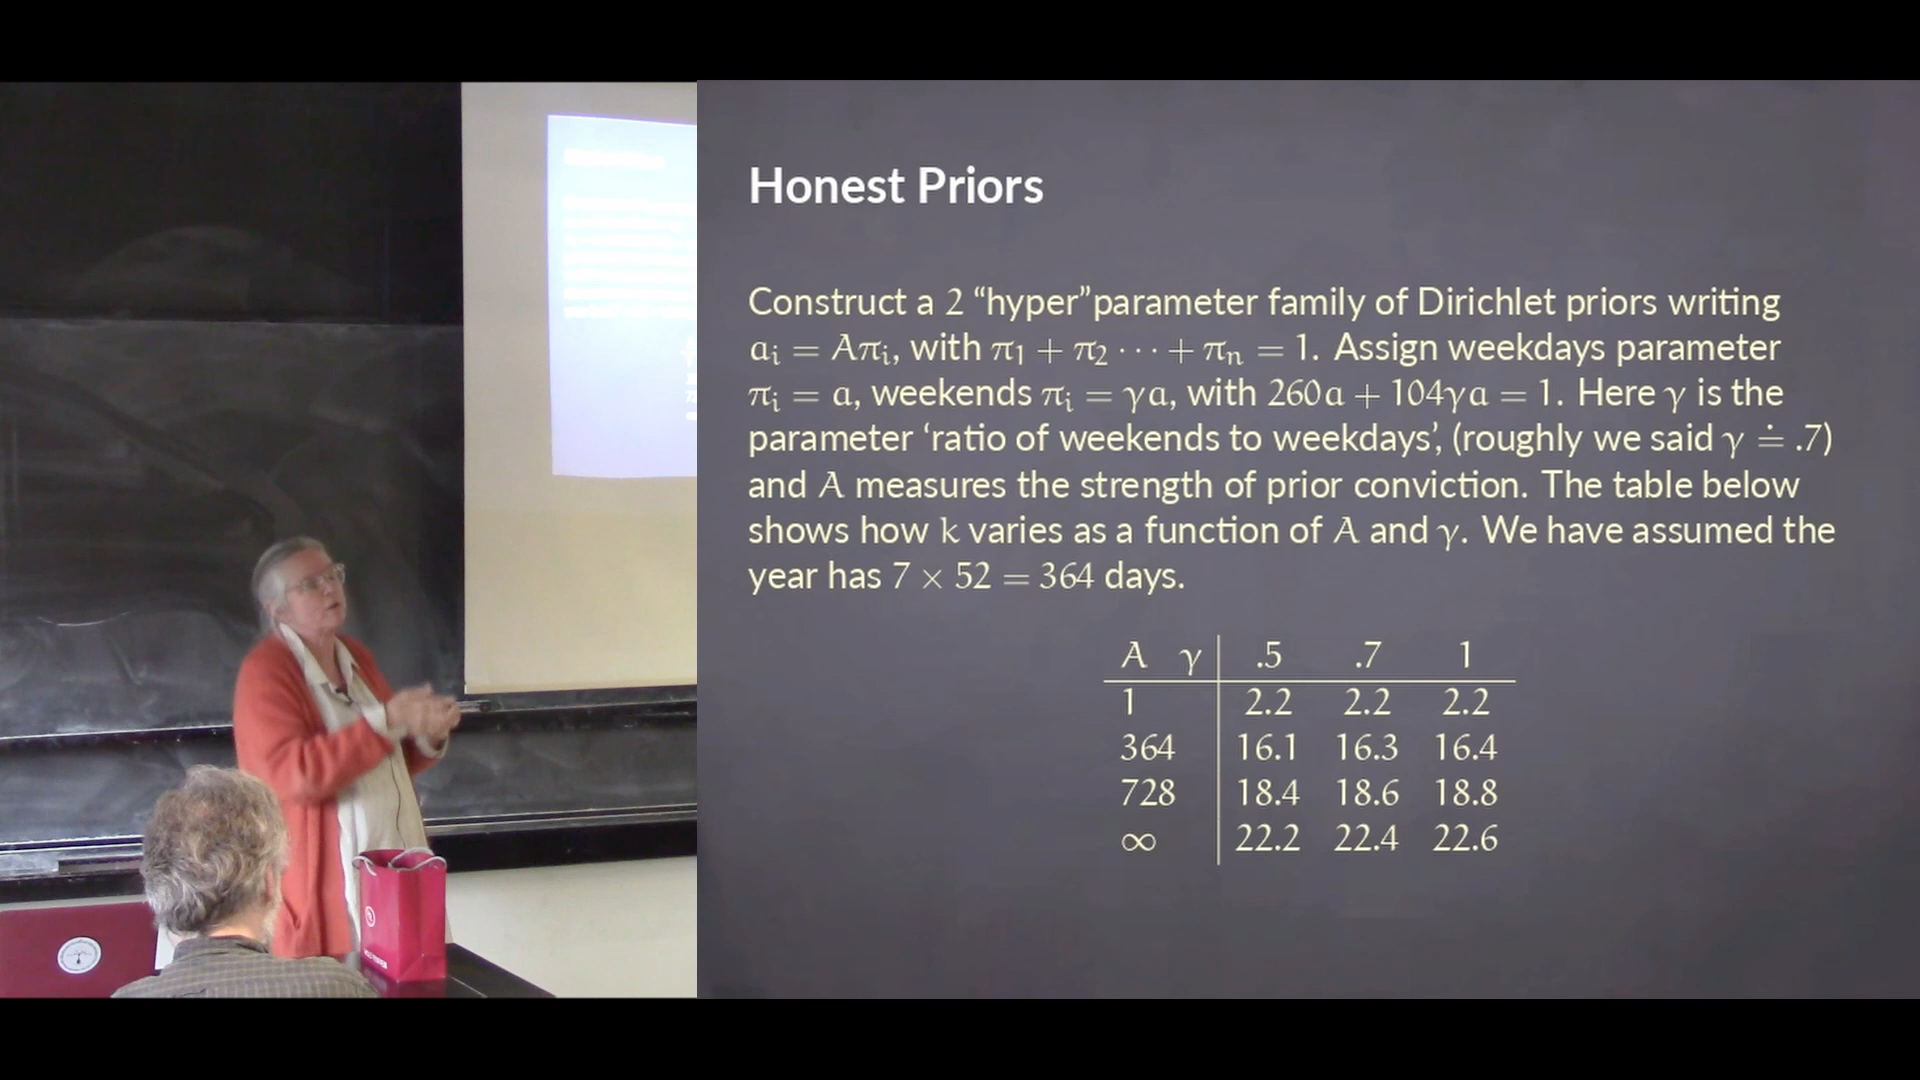 Honest Priors
Construct a 2 “hyper”parameter family of Dirichlet priors writing
aᵢ = Aπᵢ, with π₁ + π₂ ··· + πₙ = 1. Assign weekdays parameter
πᵢ = a, weekends πᵢ = γa, with 260a + 104γa = 1. Here γ is the
parameter ‘ratio of weekends to weekdays’, (roughly we said γ ≐ .7)
and A measures the strength of prior conviction. The table below
shows how k varies as a function of A and γ. We have assumed the
year has 7 × 52 = 364 days.
A γ .5 .7 1
1 2.2 2.2 2.2
364 16.1 16.3 16.4
728 18.4 18.6 18.8
∞ 22.2 22.4 22.6